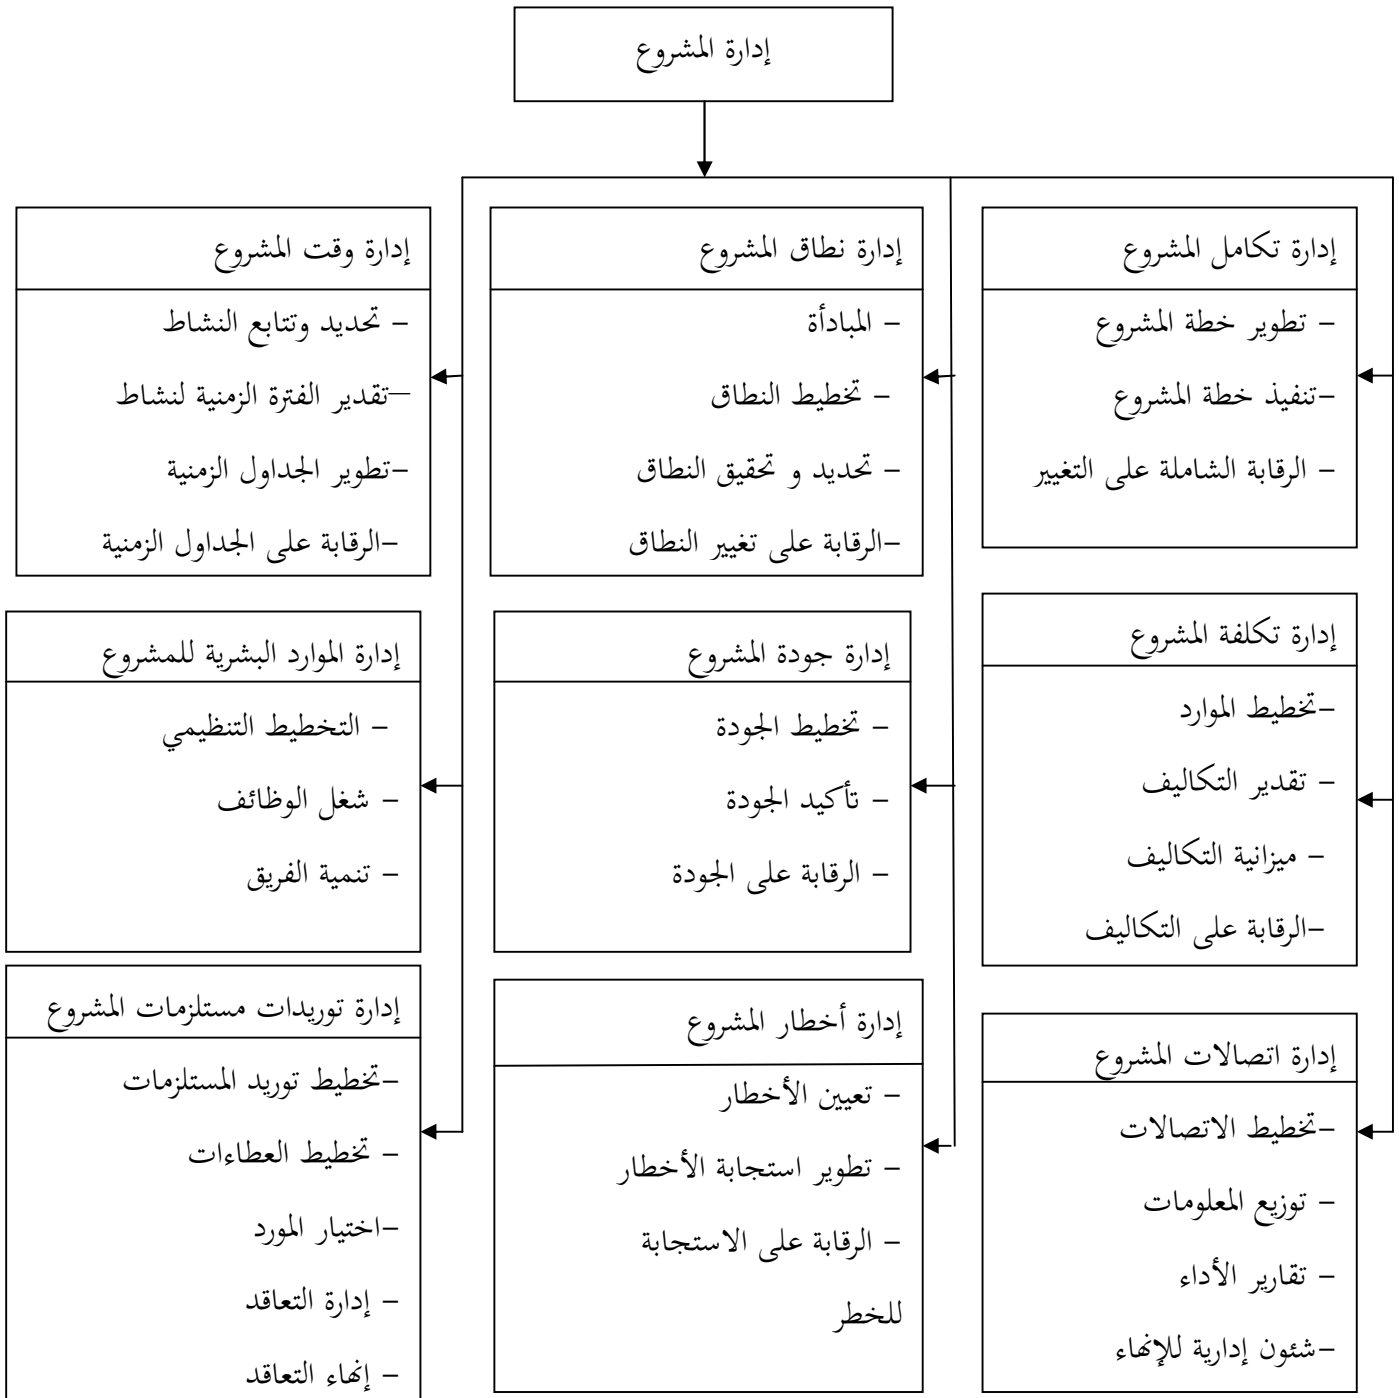 إدارة المشروع
إدارة تكامل المشروع
– تطوير خطة المشروع
–تنفيذ خطة المشروع
– الرقابة الشاملة على التغيير
إدارة نطاق المشروع
– المبادأة
– تخطيط النطاق
– تحديد و تحقيق النطاق
–الرقابة على تغيير النطاق
إدارة وقت المشروع
– تحديد وتتابع النشاط
–تقدير الفترة الزمنية لنشاط
–تطوير الجداول الزمنية
–الرقابة على الجداول الزمنية
إدارة تكلفة المشروع
–تخطيط الموارد
– تقدير التكاليف
– ميزانية التكاليف
–الرقابة على التكاليف
إدارة جودة المشروع
– تخطيط الجودة
– تأكيد الجودة
– الرقابة على الجودة
إدارة الموارد البشرية للمشروع
– التخطيط التنظيمي
– شغل الوظائف
– تنمية الفريق
إدارة اتصالات المشروع
–تخطيط الاتصالات
– توزيع المعلومات
– تقارير الأداء
–شئون إدارية للإنهاء
إدارة أخطار المشروع
– تعيين الأخطار
– تطوير استجابة الأخطار
– الرقابة على الاستجابة
للخطر
إدارة توريدات مستلزمات المشروع
–تخطيط توريد المستلزمات
– تخطيط العطاءات
–اختيار المورد
– إدارة التعاقد
– إنهاء التعاقد